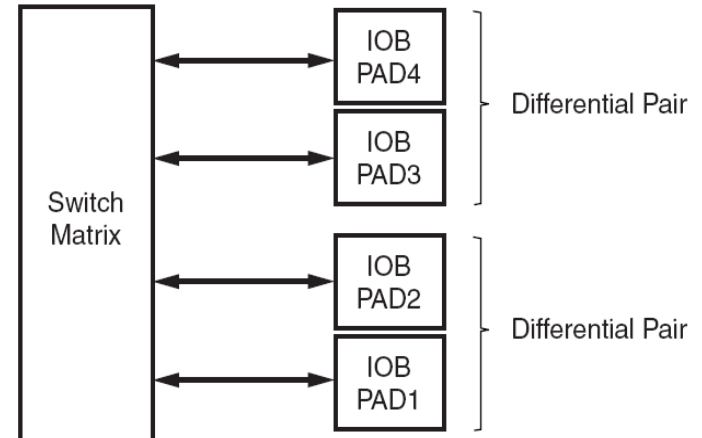 IOB
PAD4
Differential Pair
IOB
PAD3
Switch
Matrix
IOB
PAD2
Differential Pair
IOB
PAD1